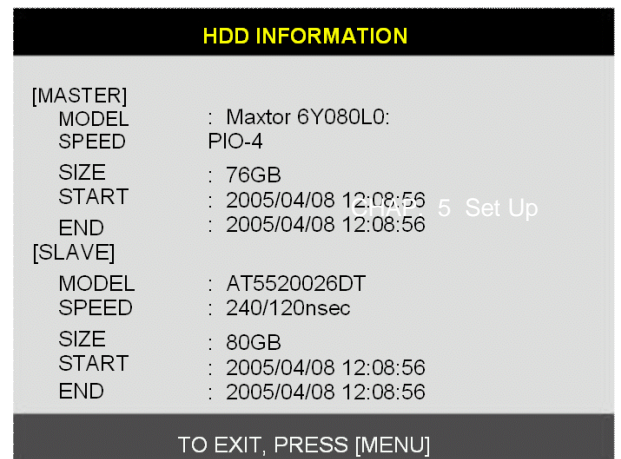 HDD INFORMATION
[MASTER]
MODEL : Maxtor 6Y080L0:
SPEED PIO-4
SIZE : 76GB
START : 2005/04/08 12:08:56
CHAP 5 Set Up
END : 2005/04/08 12:08:56
[SLAVE]
MODEL : AT5520026DT
SPEED : 240/120nsec
SIZE : 80GB
START : 2005/04/08 12:08:56
END : 2005/04/08 12:08:56
TO EXIT, PRESS [MENU]